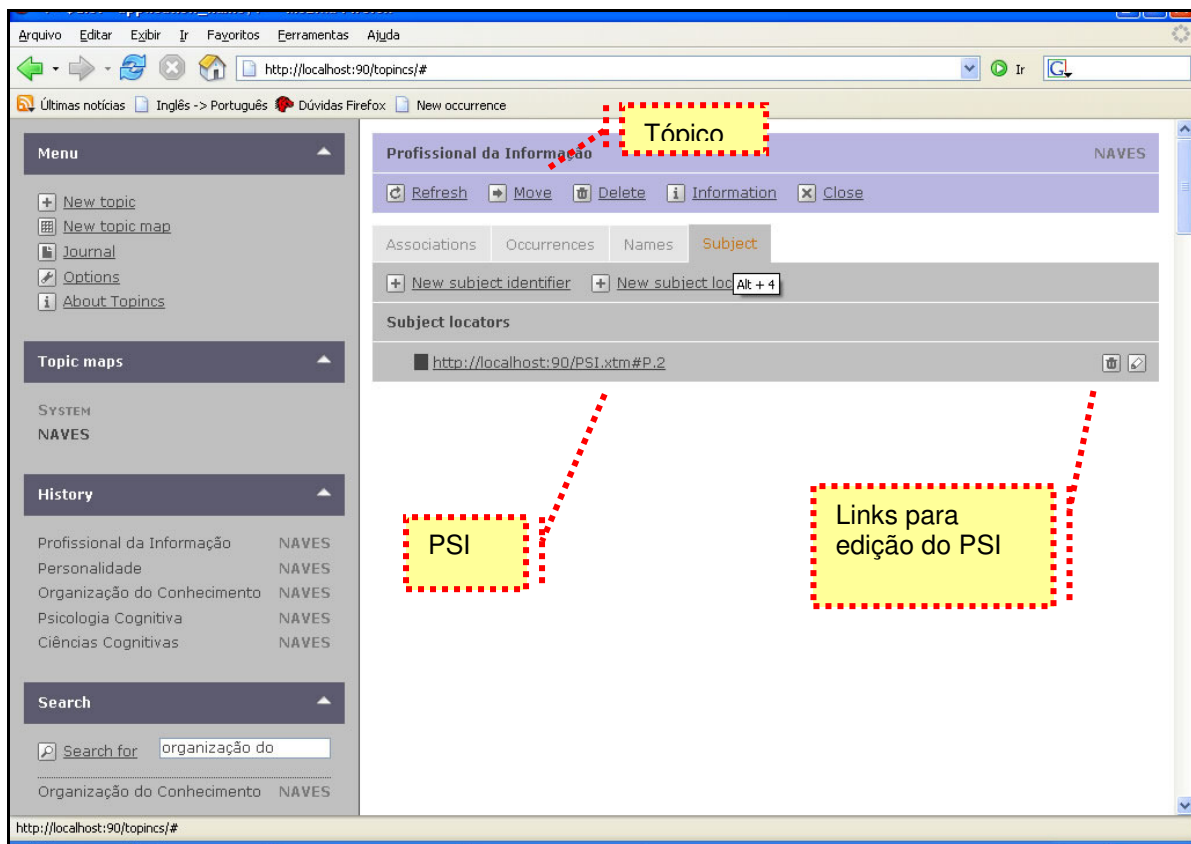 Arquivo Editar Exibir Ir Favoritos Ferramentas Ajuda
http://localhost:90/topincs/# Ir G
Últimas notícias Inglês -> Português Dúvidas Firefox New occurrence
Tópico
Menu
New topic
New topic map
Journal
Options
About Topincs
Topic maps
SYSTEM
NAVES
History
Profissional da Informação NAVES
Personalidade NAVES
Organização do Conhecimento NAVES
Psicologia Cognitiva NAVES
Ciências Cognitivas NAVES
Search
Search for organização do
Organização do Conhecimento NAVES
Profissional da Informação NAVES
Refresh Move Delete Information Close
Associations Occurrences Names Subject
New subject identifier New subject loc
Alt + 4
Subject locators
http://localhost:90/PSI.xtm#P.2
PSI
Links para
edição do PSI
http://localhost:90/topincs/#